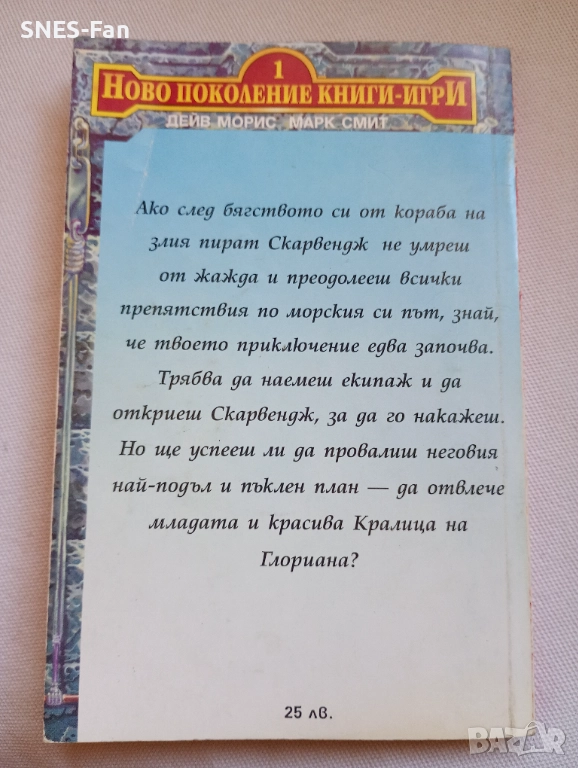 SNES-Fan
1
НОВО ПОКОЛЕНИЕ КНИГИ-ИГРИ
ДЕЙВ МОРИС МАРК СМИТ
Ако след бягството си от кораба на
злия пират Скарвендж не умреш
от жажда и преодолееш всички
препятствия по морския си път, знай,
че твоето приключение едва започва.
Трябва да наемеш екипаж и да
откриеш Скарвендж, за да го накажеш.
Но ще успееш ли да провалиш неговия
най-подъл и пъклен план — да отвлече
младата и красива Кралица на
Глориана?
25 лв.
BAZAR